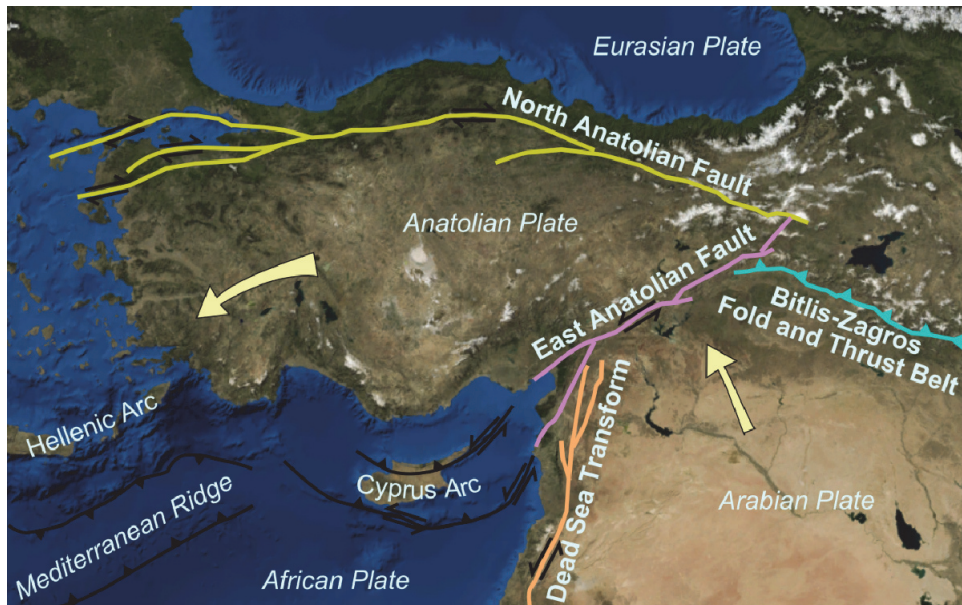 Eurasian Plate
North Anatolian Fault
Anatolian Plate
East Anatolian Fault
Bitlis-Zagros
Fold and Thrust Belt
Hellenic Arc
Cyprus Arc
Dead Sea Transform
Arabian Plate
Mediterranean Ridge
African Plate